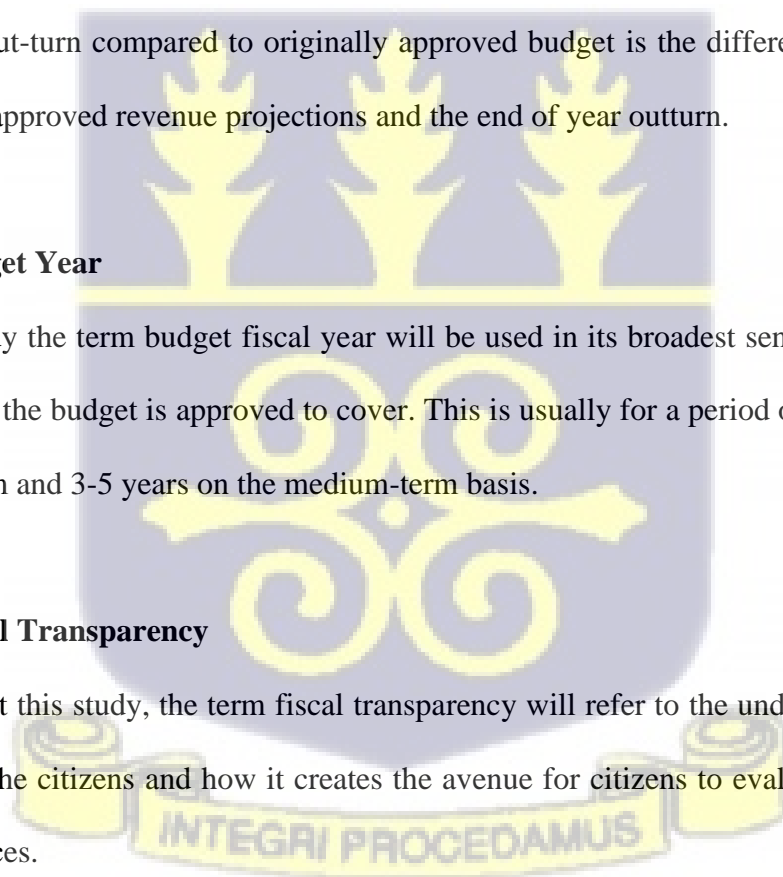 ut-turn compared to originally approved budget is the differe
approved revenue projections and the end of year outturn.
get Year
y the term budget fiscal year will be used in its broadest sen
the budget is approved to cover. This is usually for a period o
n and 3-5 years on the medium-term basis.
l Transparency
t this study, the term fiscal transparency will refer to the und
he citizens and how it creates the avenue for citizens to eval
ces.
INTEGRI PROCEDAMUS